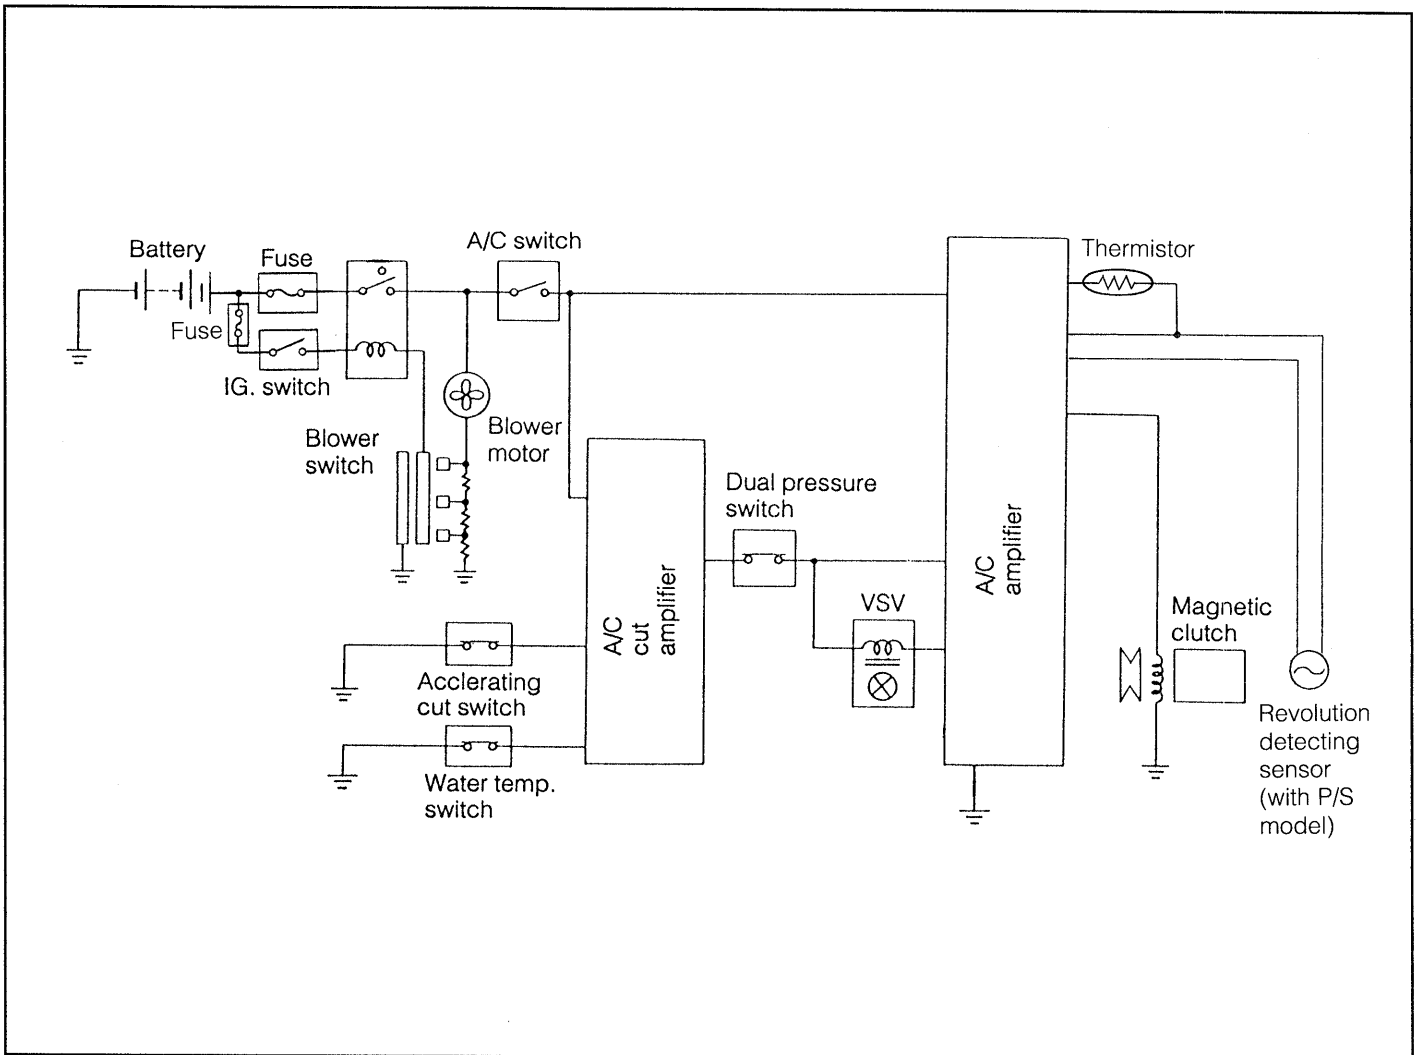 Battery
Fuse
A/C switch
Thermistor
Fuse
IG. switch
Blower
switch
Blower
motor
Dual pressure
switch
A/C
cut
amplifier
A/C
amplifier
VSV
Magnetic
clutch
Acclerating
cut switch
Water temp.
switch
Revolution
detecting
sensor
(with P/S
model)